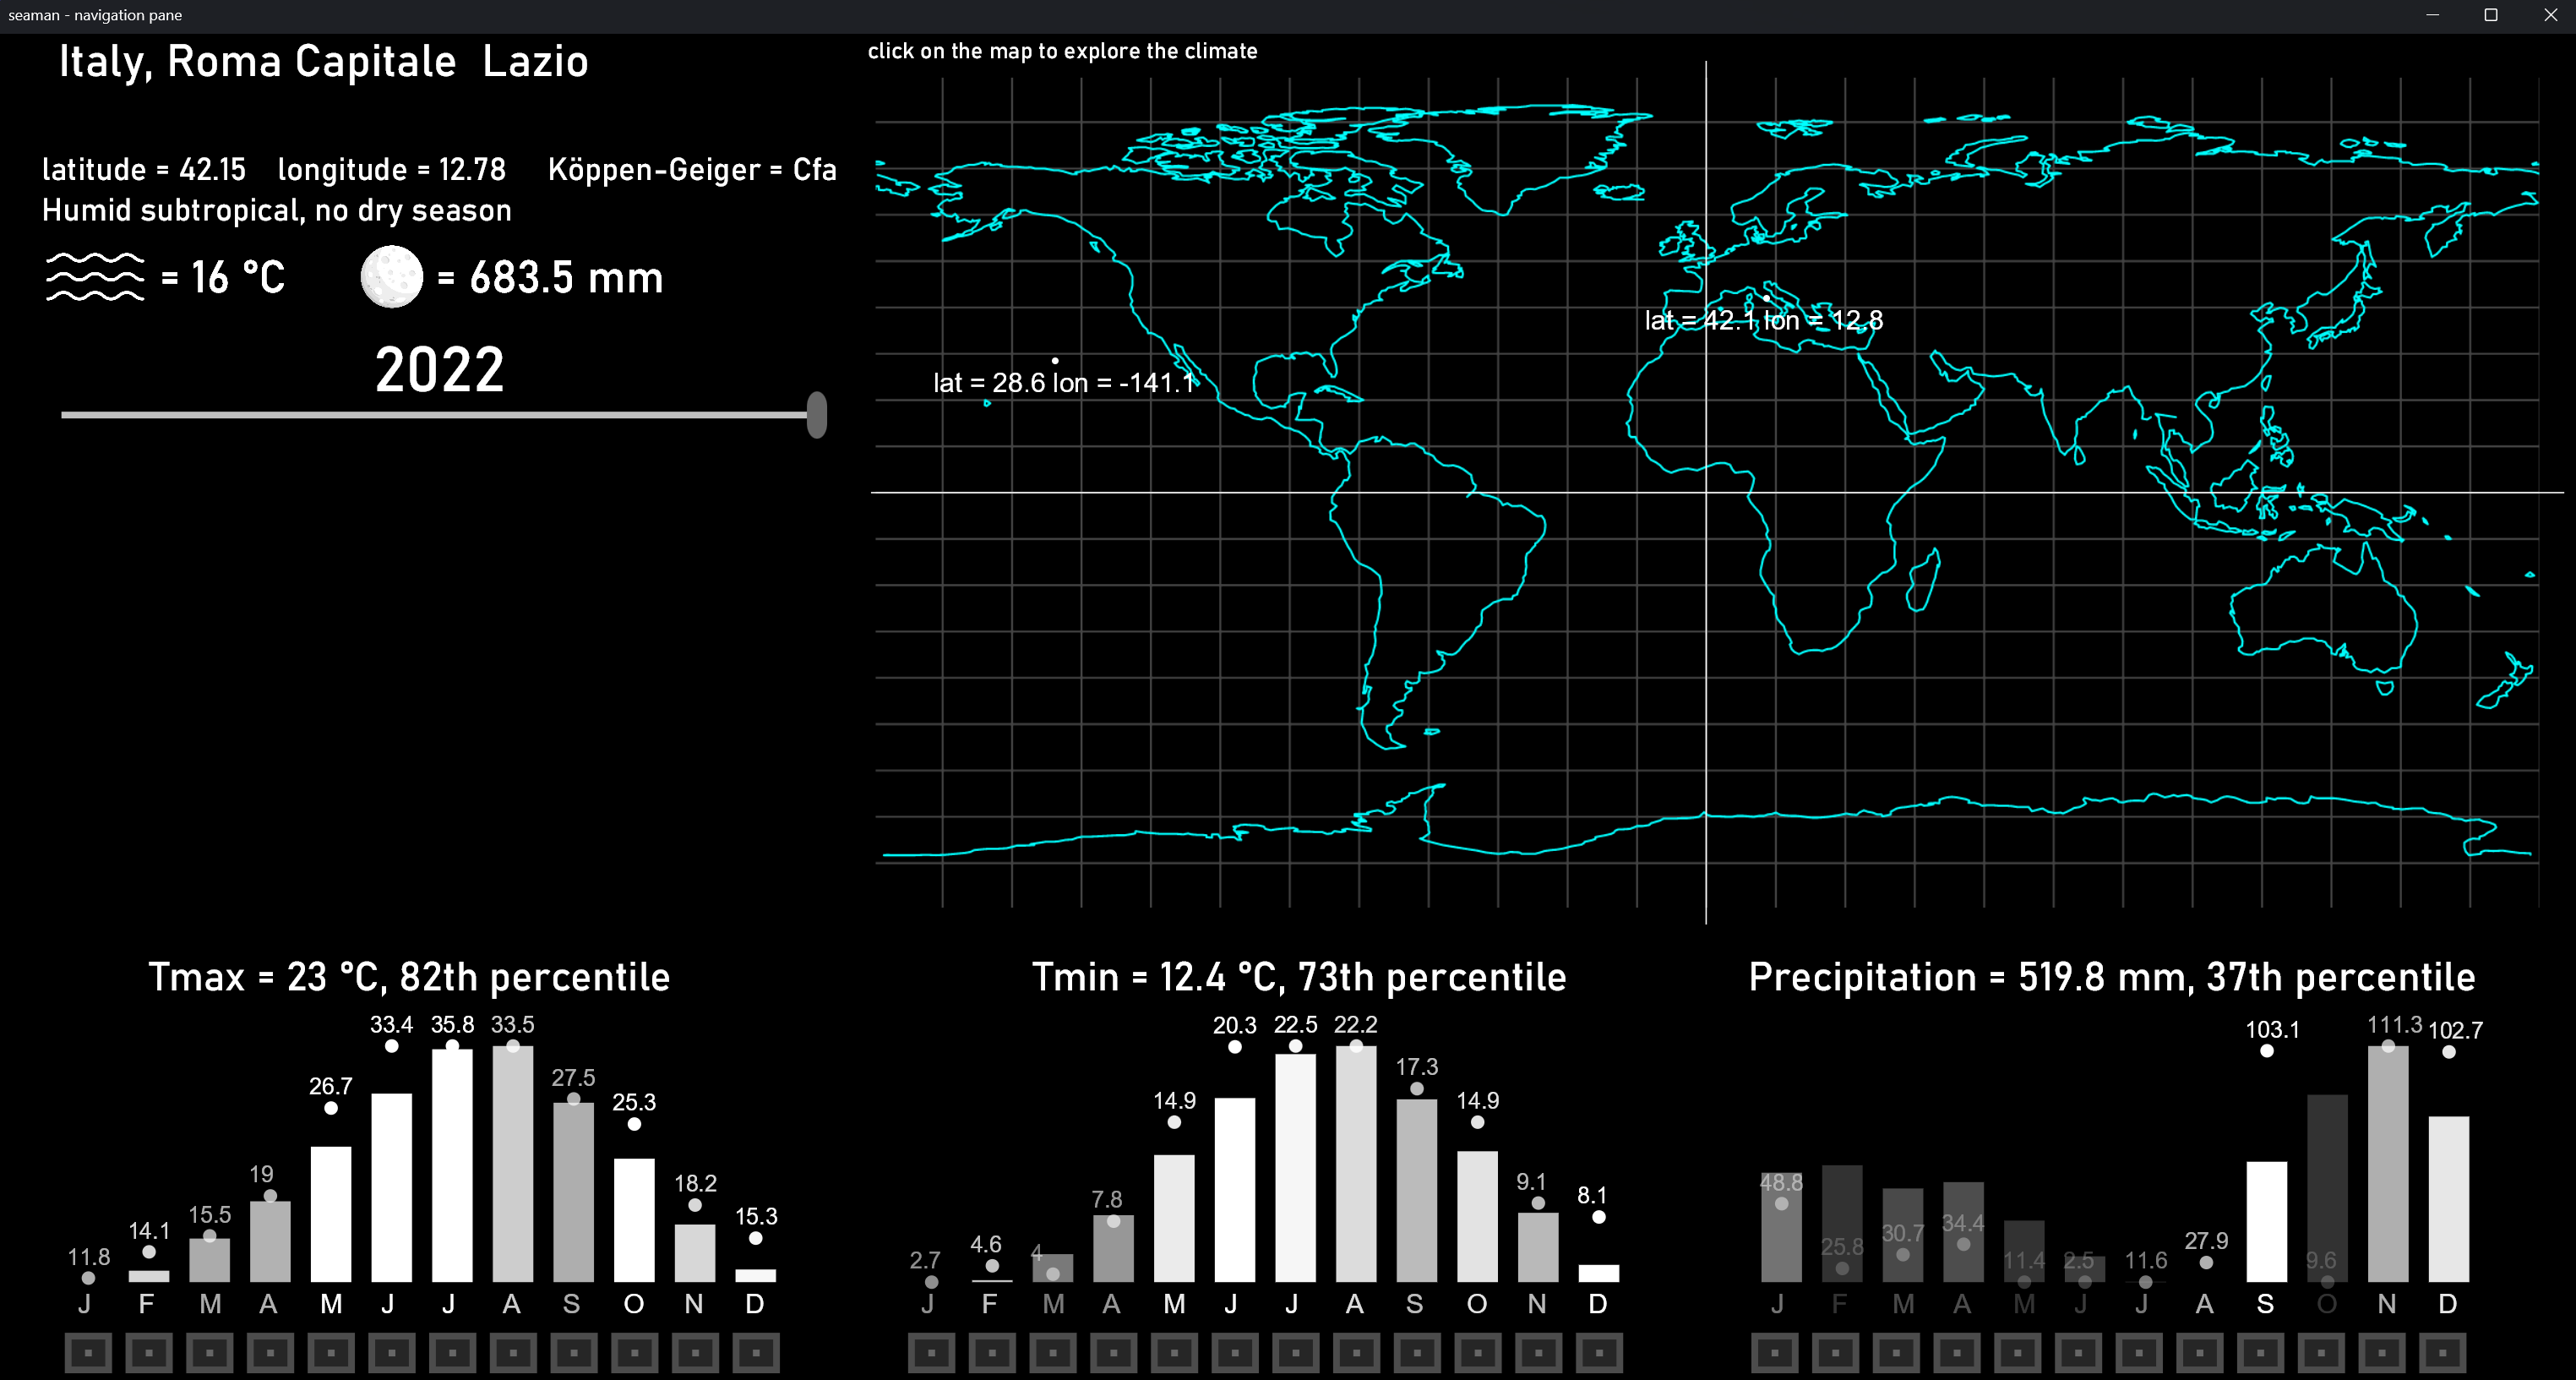 seaman - navigation pane
Italy, Roma Capitale  Lazio
click on the map to explore the climate
latitude = 42.15    longitude = 12.78    Köppen-Geiger = Cfa
Humid subtropical, no dry season
= 16 °C    = 683.5 mm
2022
lat = 42.1 lon = 12.8
lat = 28.6 lon = -141.1
Tmax = 23 °C, 82th percentile
11.8 14.1 15.5 19 26.7 33.4 35.8 33.5 27.5 25.3 18.2 15.3
J F M A M J J A S O N D
Tmin = 12.4 °C, 73th percentile
2.7 4.6 4 7.8 14.9 20.3 22.5 22.2 17.3 14.9 9.1 8.1
J F M A M J J A S O N D
Precipitation = 519.8 mm, 37th percentile
48.8 25.8 30.7 34.4 11.4 2.5 11.6 27.9 103.1 9.6 111.3 102.7
J F M A M J J A S O N D